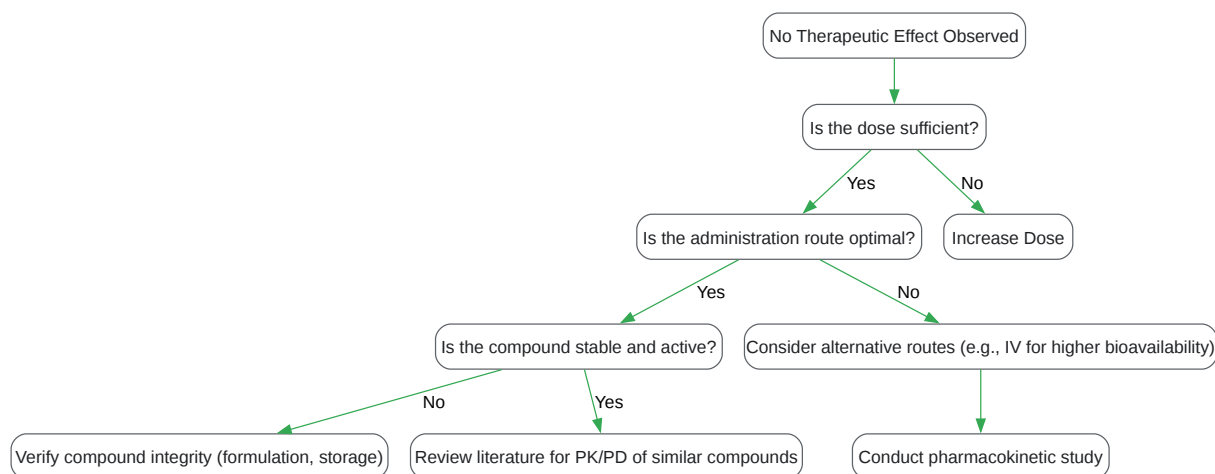 No Therapeutic Effect Observed
Is the dose sufficient?
Yes
No
Is the administration route optimal?
Increase Dose
Yes
No
Is the compound stable and active?
Consider alternative routes (e.g., IV for higher bioavailability)
No
Yes
Verify compound integrity (formulation, storage)
Review literature for PK/PD of similar compounds
Conduct pharmacokinetic study